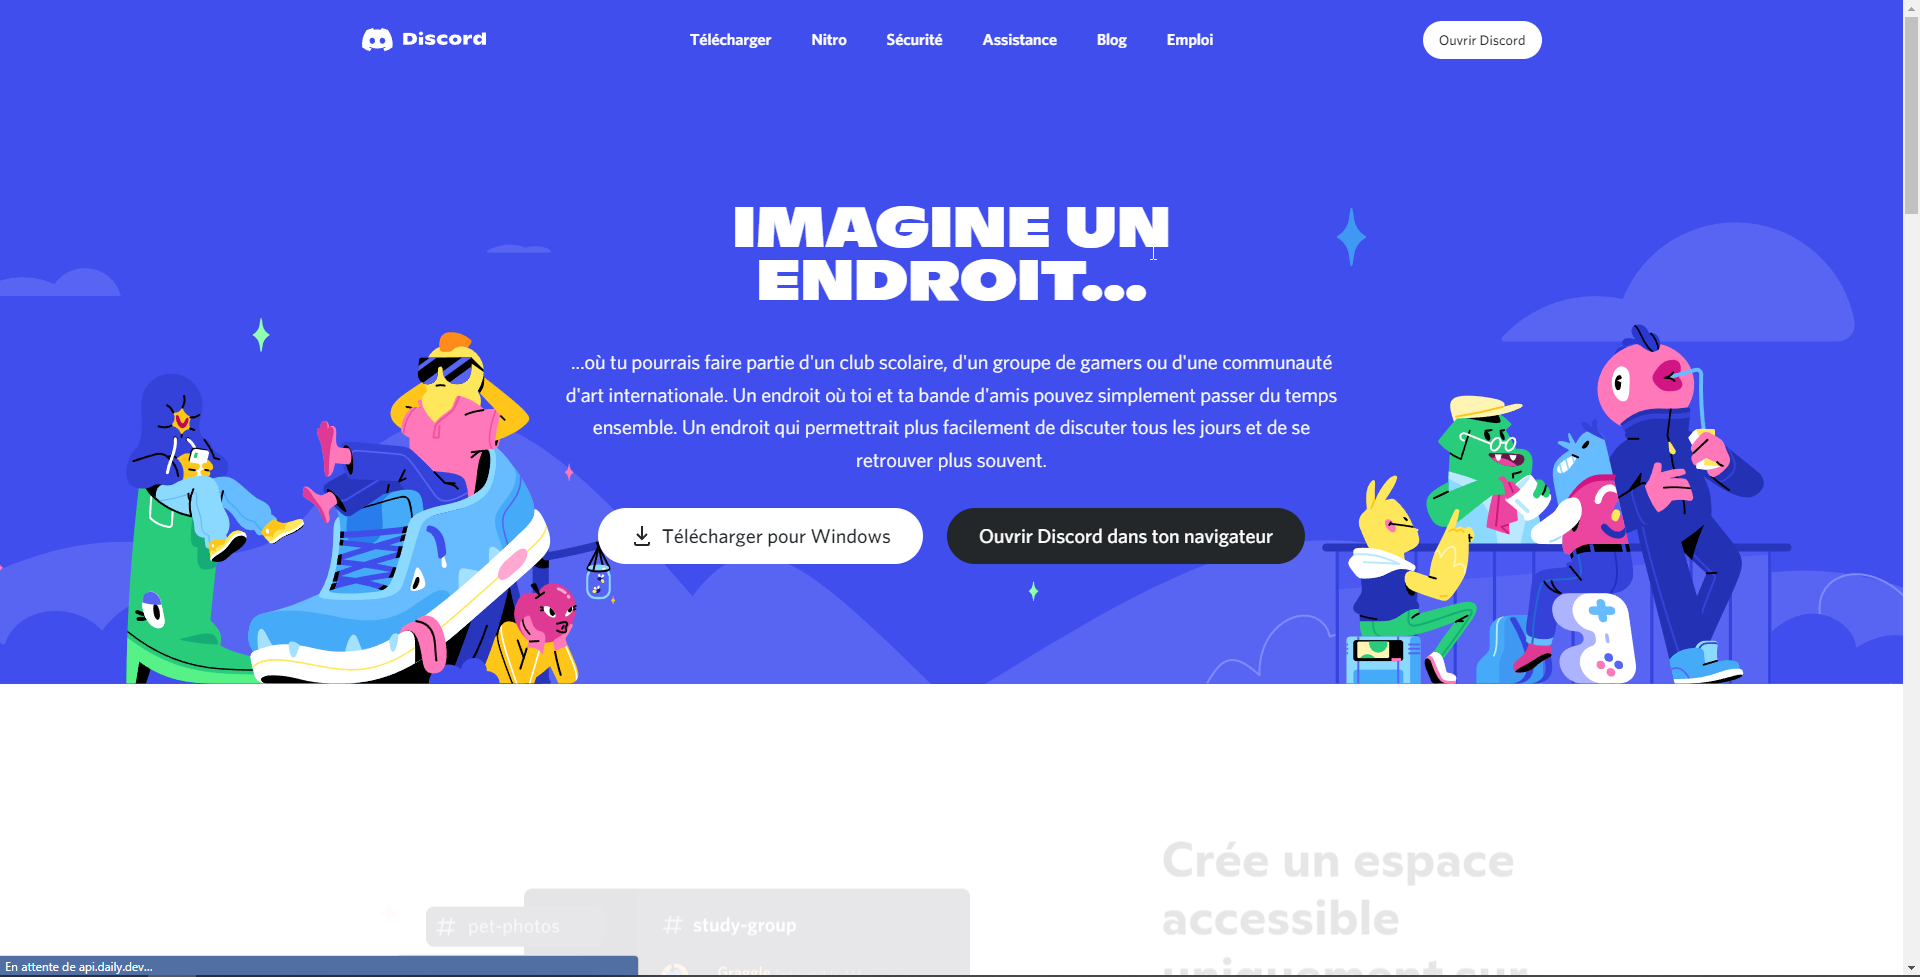 Discord
Télécharger
Nitro
Sécurité
Assistance
Blog
Emploi
Ouvrir Discord
IMAGINE UN
ENDROIT...
...où tu pourrais faire partie d'un club scolaire, d'un groupe de gamers ou d'une communauté
d'art internationale. Un endroit où toi et ta bande d'amis pouvez simplement passer du temps
ensemble. Un endroit qui permettrait plus facilement de discuter tous les jours et de se
retrouver plus souvent.
Télécharger pour Windows
Ouvrir Discord dans ton navigateur
Crée un espace
accessible
uniquement sur
# pet-photos
# study-group
Graggle
En attente de api.daily.dev...